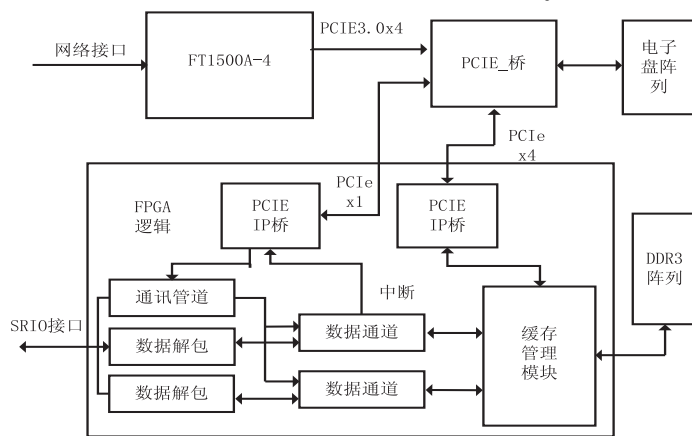 PCIE3.0x4
网络接口
FT1500A-4
PCIE_桥
电子
盘阵
列
PCIe
x4
PCIe
x1
FPGA
逻辑
PCIE
IP桥
PCIE
IP桥
DDR3
阵列
通讯管道
中断
SRIO接口
数据解包
数据通道
缓存
管理
模块
数据解包
数据通道